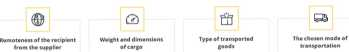 Remoteness of the recipient
from the supplier
Weight and dimensions
of cargo
Type of transported
goods
The chosen mode of
transportation